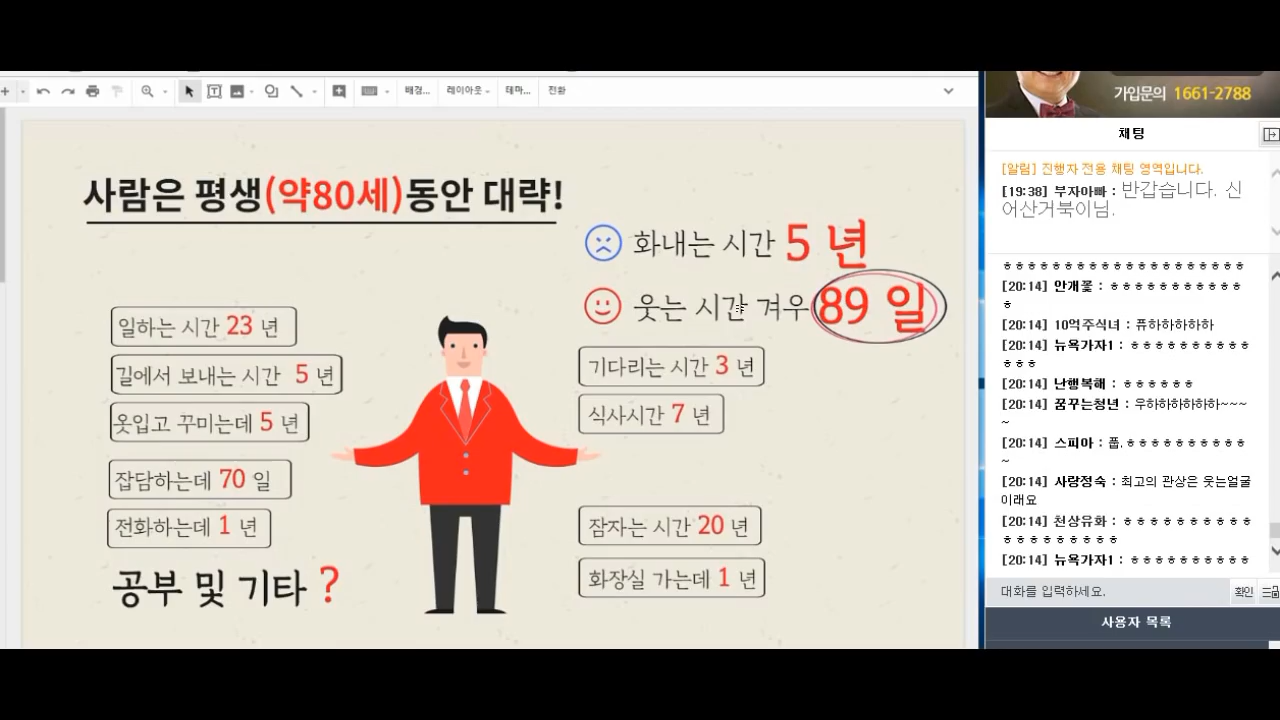 배경...
레이아웃
테마...
전환
사람은 평생(약80세)동안 대략!
화내는 시간 5 년
웃는 시간 겨우 89 일
일하는 시간 23 년
길에서 보내는 시간 5 년
옷입고 꾸미는데 5 년
잡담하는데 70 일
전화하는데 1 년
공부 및 기타 ?
기다리는 시간 3 년
식사시간 7 년
잠자는 시간 20 년
화장실 가는데 1 년
가입문의 1661-2788
채팅
[알림] 진행자 전용 채팅 영역입니다.
[19:38] 부자아빠 : 반갑습니다. 신
어산거북이님.
ㅎㅎㅎㅎㅎㅎㅎㅎㅎㅎㅎㅎㅎㅎㅎㅎㅎㅎㅎㅎ
[20:14] 안개꽃 : ㅎㅎㅎㅎㅎㅎㅎㅎㅎㅎㅎ
ㅎ
[20:14] 10억주식녀 : 퓨하하하하하
[20:14] 뉴욕가자1 : ㅎㅎㅎㅎㅎㅎㅎㅎㅎㅎ
ㅎㅎㅎ
[20:14] 난행복해 : ㅎㅎㅎㅎㅎㅎ
[20:14] 꿈꾸는청년 : 우하하하하하하~~~
~
[20:14] 스피아 : 풉.ㅎㅎㅎㅎㅎㅎㅎㅎㅎㅎ
~
[20:14] 사랑정숙 : 최고의 관상은 웃는얼굴
이래요
[20:14] 천상유화 : ㅎㅎㅎㅎㅎㅎㅎㅎㅎㅎ
ㅎㅎㅎㅎㅎㅎㅎㅎㅎ
[20:14] 뉴욕가자1 : ㅎㅎㅎㅎㅎㅎㅎㅎㅎㅎ
대화를 입력하세요.
확인
사용자 목록